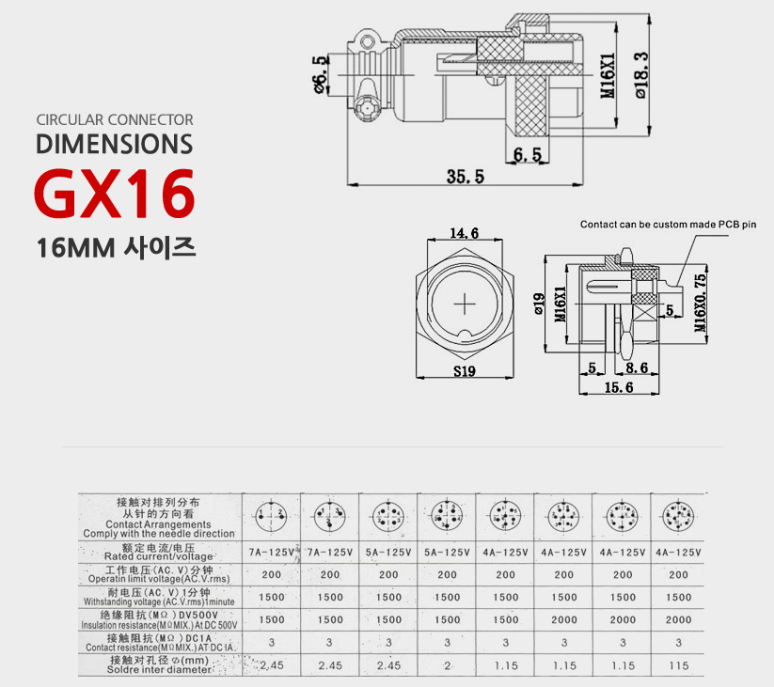 CIRCULAR CONNECTOR
DIMENSIONS
GX16
16MM 사이즈
ø6.5
M16X1
ø18.3
6.5
35.5
Contact can be custom made PCB pin
14.6
S19
ø19
M16X1
5
M16X0.75
5
8.6
15.6
接触对排列分布
从针的方向看
Contact Arrangements
Comply with the needle direction
额定电流/电压
Rated current/voltage
7A-125V 7A-125V 5A-125V 5A-125V 4A-125V 4A-125V 4A-125V 4A-125V
工作电压(AC.V)分钟
Operatin limit voltage(AC.V.rms)
200 200 200 200 200 200 200 200
耐电压(AC.V)1分钟
Withstanding voltage (AC.V.rms)1minute
1500 1500 1500 1500 1500 1500 1500 1500
绝缘阻抗(MΩ)DV500V
Insulation resistance(MΩMIX.)At DC 500V
1500 1500 1500 1500 1500 2000 2000 2000
接触阻抗(MΩ)DC1A
Contact resistance(MΩMIX.)AT DC IA.
3 3 3 3 3 3 3 3
接触对孔径Φ(mm)
Soldre inter diameter
2.45 2.45 2.45 2 1.15 1.15 1.15 115